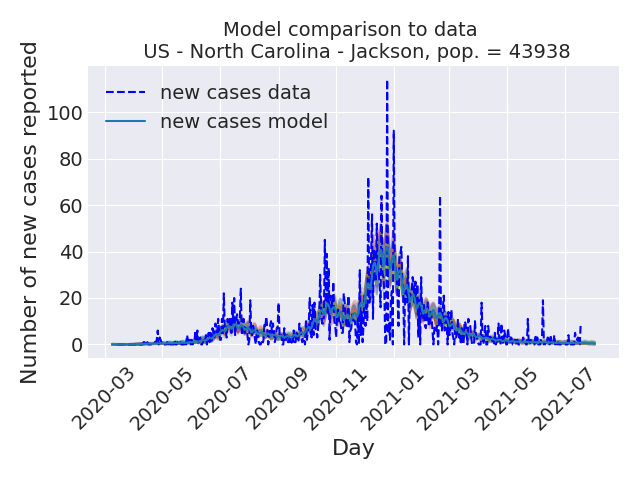 Model comparison to data
US - North Carolina - Jackson, pop. = 43938
Number of new cases reported
new cases data
new cases model
100
80
60
40
20
0
2020-03
2020-05
2020-07
2020-09
2020-11
2021-01
2021-03
2021-05
2021-07
Day